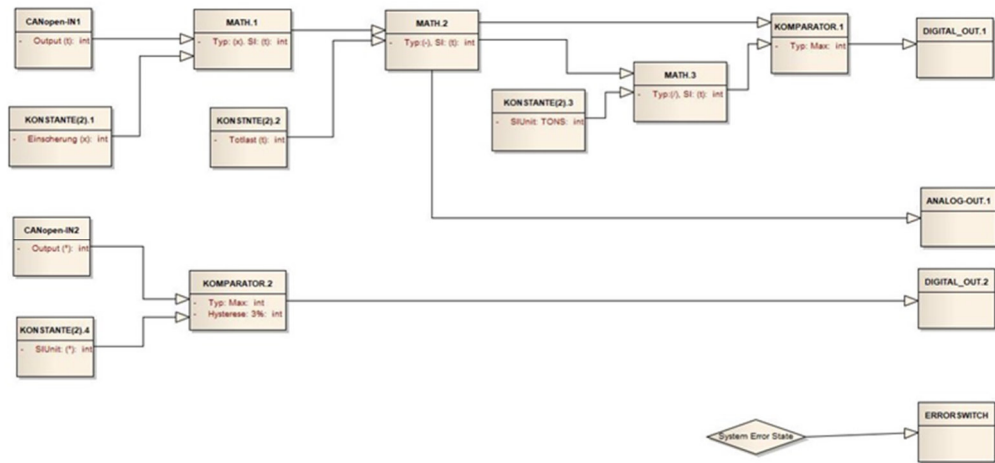 CANopen-IN1
- Output (t): int
MATH.1
- Typ: (x), SI: (t): int
MATH.2
- Typ:(-), SI: (t): int
KOMPARATOR.1
- Typ: Max: int
DIGITAL_OUT.1
KONSTANTE(2).1
- Einscherung (x): int
KONSTNTE(2).2
- Totlast (t): int
KONSTANTE(2).3
- SIUnit: TONS: int
MATH.3
- Typ:(/), SI: (t): int
ANALOG-OUT.1
CANopen-IN2
- Output (°): int
KOMPARATOR.2
- Typ: Max: int
- Hysterese: 3%: int
DIGITAL_OUT.2
KONSTANTE(2).4
- SIUnit: (°): int
System Error State
ERRORSWITCH